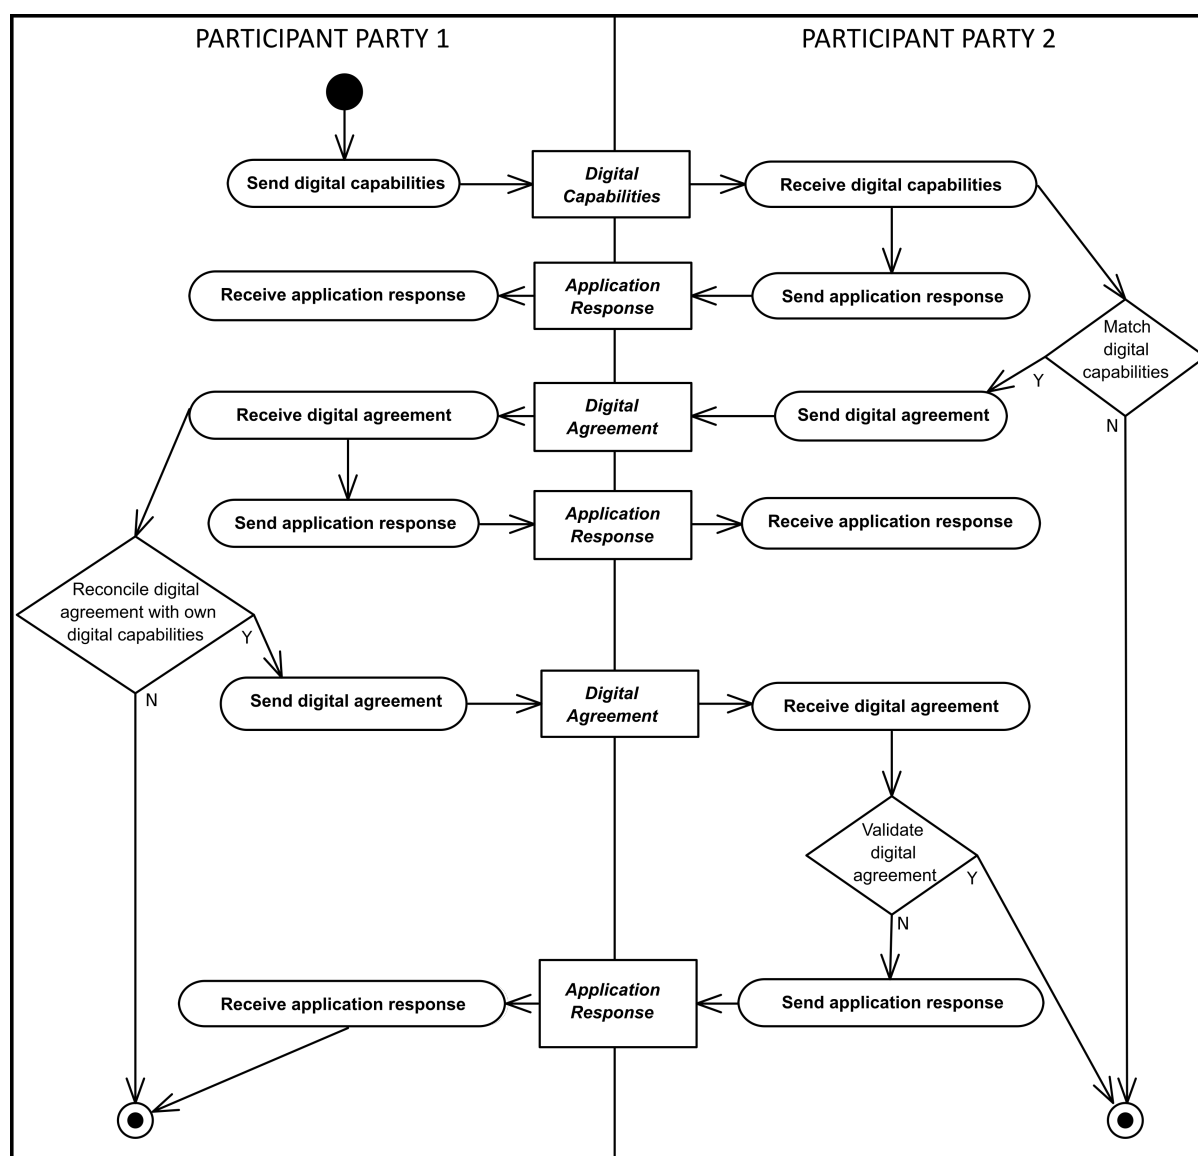 PARTICIPANT PARTY 1
PARTICIPANT PARTY 2
Send digital capabilities
Digital
Capabilities
Receive digital capabilities
Receive application response
Application
Response
Send application response
Match
digital
capabilities
Y
N
Receive digital agreement
Digital
Agreement
Send digital agreement
Send application response
Application
Response
Receive application response
Reconcile digital
agreement with own
digital capabilities
Y
N
Send digital agreement
Digital
Agreement
Receive digital agreement
Validate
digital
agreement
Y
N
Receive application response
Application
Response
Send application response